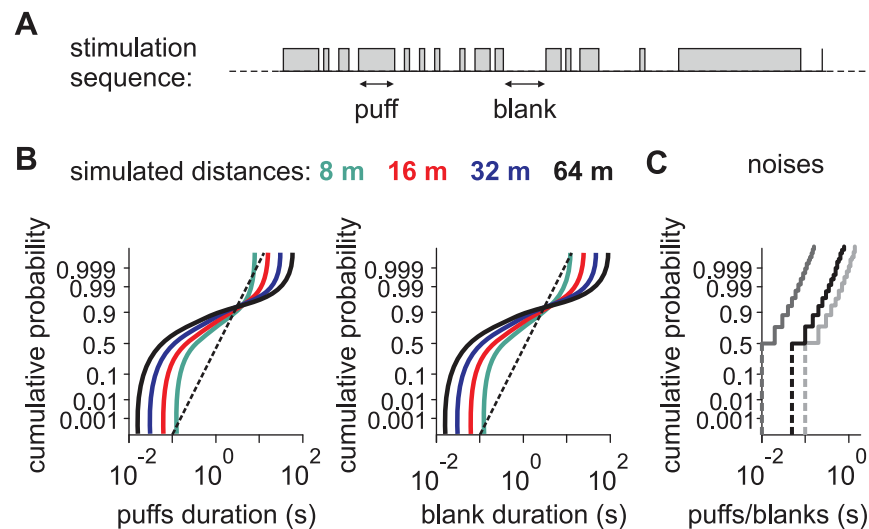 A
stimulation
sequence:
puff
blank
B
simulated distances: 8 m 16 m 32 m 64 m
C
noises
cumulative probability
0.999
0.99
0.9
0.5
0.1
0.01
0.001
10^-2
10^0
10^2
puffs duration (s)
cumulative probability
0.999
0.99
0.9
0.5
0.1
0.01
0.001
10^-2
10^0
10^2
blank duration (s)
cumulative probability
0.999
0.99
0.9
0.5
0.1
0.01
0.001
10^-2
10^0
puffs/blanks (s)